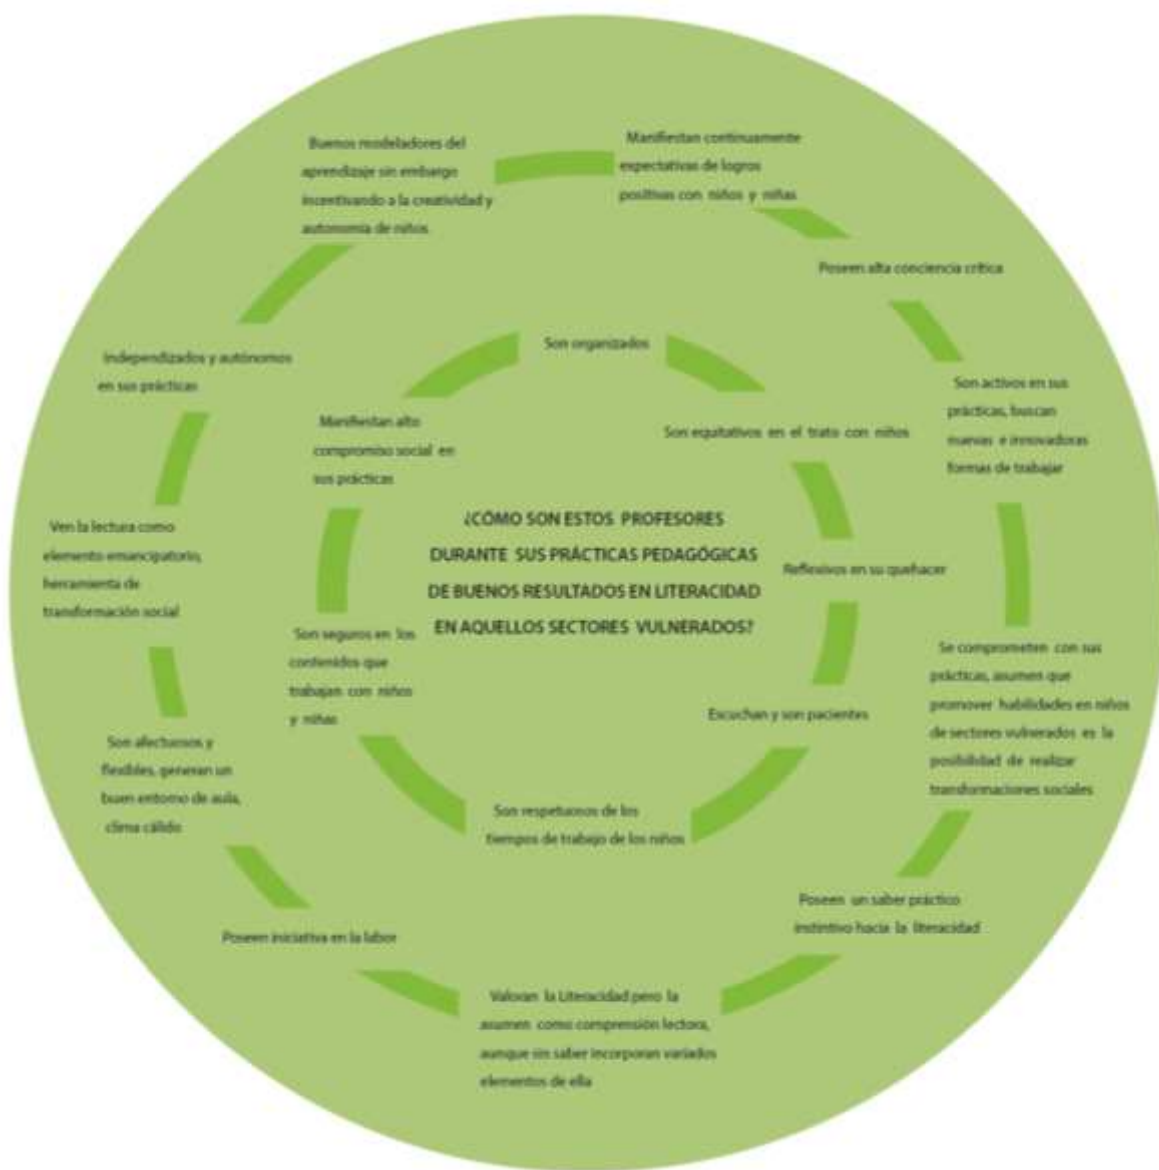 ¿CÓMO SON ESTOS PROFESORES
DURANTE SUS PRÁCTICAS PEDAGÓGICAS
DE BUENOS RESULTADOS EN LITERACIDAD
EN AQUELLOS SECTORES VULNERADOS?
Son organizados
Son equitativos en el trato con niños
Reflexivos en su quehacer
Escuchan y son pacientes
Son respetuosos de los
tiempos de trabajo de los niños
Son seguros en los
contenidos que
trabajan con niños
y niñas
Manifiestan alto
compromiso social en
sus prácticas
Manifiestan continuamente
expectativas de logros
positivas con niños y niñas
Poseen alta conciencia crítica
Son activos en sus
prácticas, buscan
nuevas e innovadoras
formas de trabajar
Se comprometen con sus
prácticas, asumen que
promover habilidades en niños
de sectores vulnerados es la
posibilidad de realizar
transformaciones sociales
Poseen un saber práctico
instintivo hacia la literacidad
Valoran la Literacidad pero la
asumen como comprensión lectora,
aunque sin saber incorporan variados
elementos de ella
Poseen iniciativa en la labor
Son afectuosos y
flexibles, generan un
buen entorno de aula,
clima cálido
Ven la lectura como
elemento emancipatorio,
herramienta de
transformación social
Independizados y autónomos
en sus prácticas
Buenos modeladores del
aprendizaje sin embargo
incentivando a la creatividad y
autonomía de niños